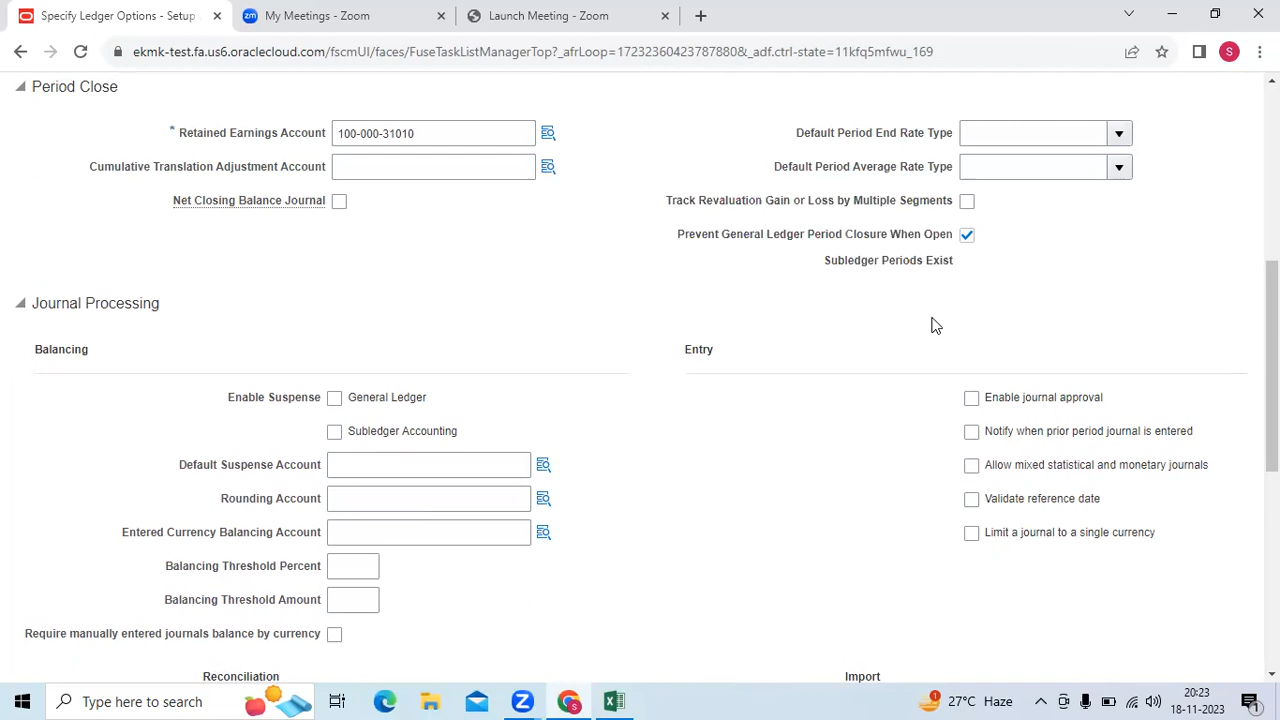 Specify Ledger Options - Setup
My Meetings - Zoom
Launch Meeting - Zoom
ekmk-test.fa.us6.oraclecloud.com/fscmUI/faces/FuseTaskListManagerTop?_afrLoop=172323604237878880&_adf.ctrl-state=11kfq5mfwu_169
S
Period Close
* Retained Earnings Account 100-000-31010
Default Period End Rate Type
Cumulative Translation Adjustment Account
Default Period Average Rate Type
Net Closing Balance Journal
Track Revaluation Gain or Loss by Multiple Segments
Prevent General Ledger Period Closure When Open
Subledger Periods Exist
Journal Processing
Balancing
Entry
Enable Suspense General Ledger
Enable journal approval
Subledger Accounting
Notify when prior period journal is entered
Default Suspense Account
Allow mixed statistical and monetary journals
Rounding Account
Validate reference date
Entered Currency Balancing Account
Limit a journal to a single currency
Balancing Threshold Percent
Balancing Threshold Amount
Require manually entered journals balance by currency
Reconciliation
Import
Type here to search
27°C Haze
20:23
18-11-2023